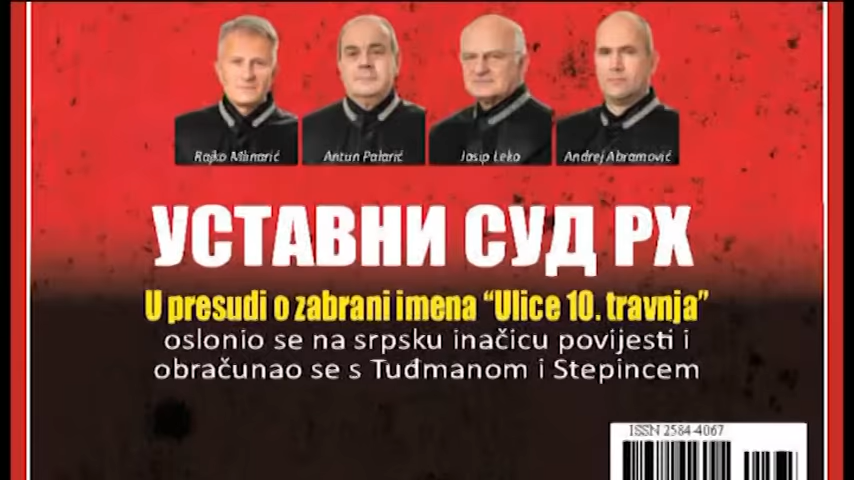 Rajko Mlinarić
Antun Palarić
Josip Leko
Andrej Abramović
УСТАВНИ СУД РХ
U presudi o zabrani imena “Ulice 10. travnja”
oslonio se na srpsku inačicu povijesti i
obračunao se s Tuđmanom i Stepincem
ISSN 2584-4067